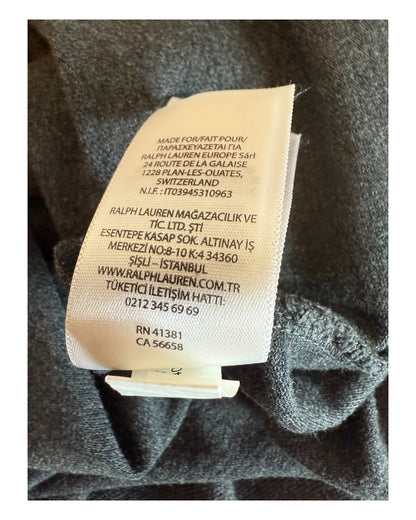 MADE FOR/FAIT POUR/
ΠΑΡΑΣΚΕΥΑΖΕΤΑΙ ΓΙΑ
RALPH LAUREN EUROPE Sárl
24 ROUTE DE LA GALAISE
1228 PLAN-LES-OUATES,
SWITZERLAND
N.I.F.: IT03945310963
RALPH LAUREN MAĞAZACILIK VE
TİC. LTD. ŞTİ
ESENTEPE KASAP SOK. ALTINAY İŞ
MERKEZİ NO:8-10 K:4 34360
ŞİŞLİ – İSTANBUL
WWW.RALPHLAUREN.COM.TR
TÜKETİCİ İLETİŞİM HATTI:
0212 345 69 69
RN 41381
CA 56658